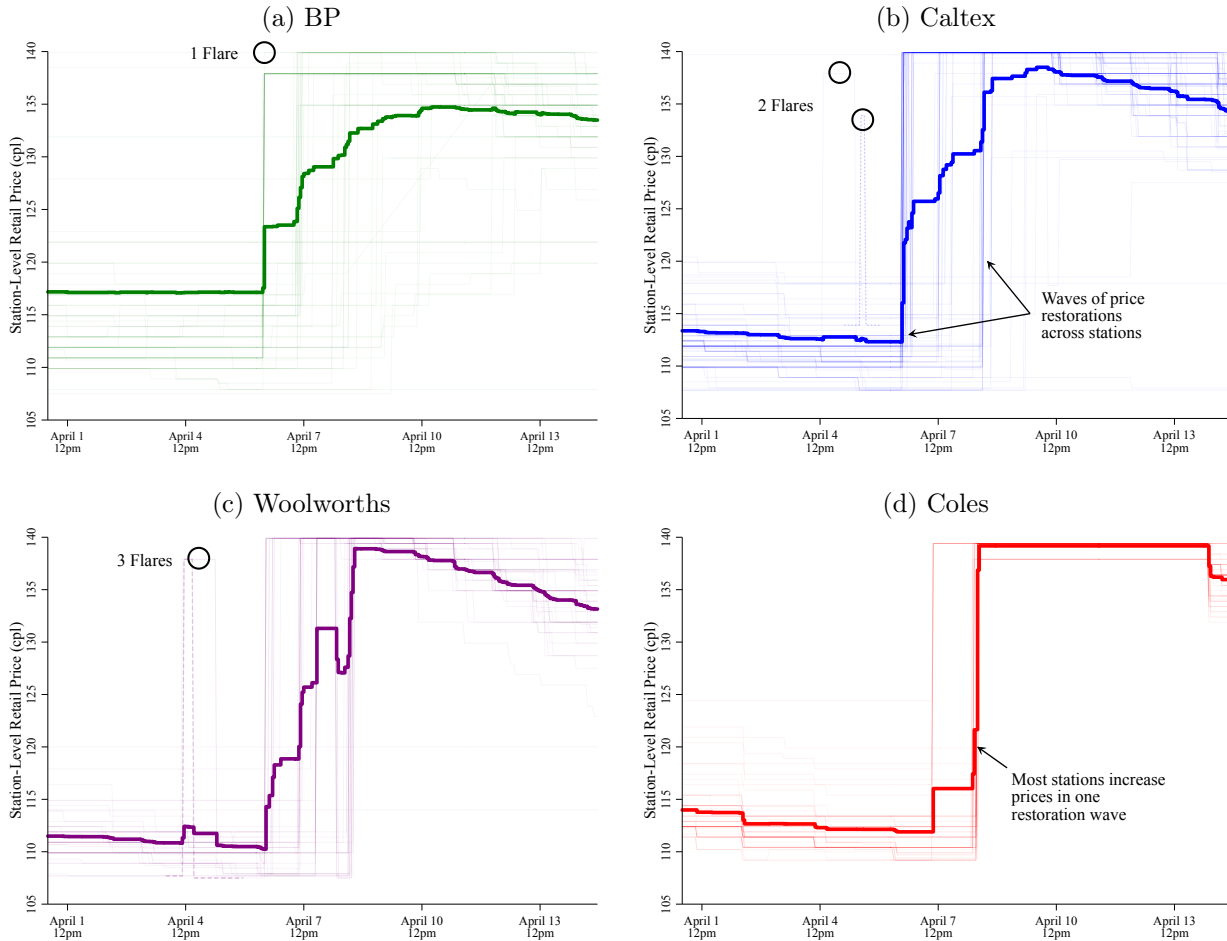 (a) BP
Station-Level Retail Price (cpl)
140
135
130
125
120
115
110
105
1 Flare
April 1
12pm
April 4
12pm
April 7
12pm
April 10
12pm
April 13
12pm
(b) Caltex
Station-Level Retail Price (cpl)
140
135
130
125
120
115
110
105
2 Flares
Waves of price
restorations
across stations
April 1
12pm
April 4
12pm
April 7
12pm
April 10
12pm
April 13
12pm
(c) Woolworths
Station-Level Retail Price (cpl)
140
135
130
125
120
115
110
105
3 Flares
April 1
12pm
April 4
12pm
April 7
12pm
April 10
12pm
April 13
12pm
(d) Coles
Station-Level Retail Price (cpl)
140
135
130
125
120
115
110
105
Most stations increase
prices in one
restoration wave
April 1
12pm
April 4
12pm
April 7
12pm
April 10
12pm
April 13
12pm